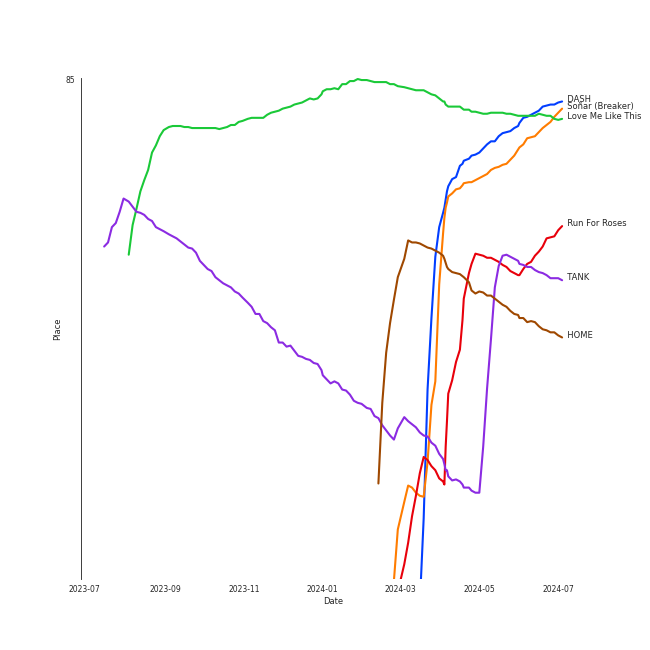 85
DASH
Sonar (Breaker)
Love Me Like This
Run For Roses
TANK
HOME
Place
2023-07
2023-09
2023-11
2024-01
2024-03
2024-05
2024-07
Date